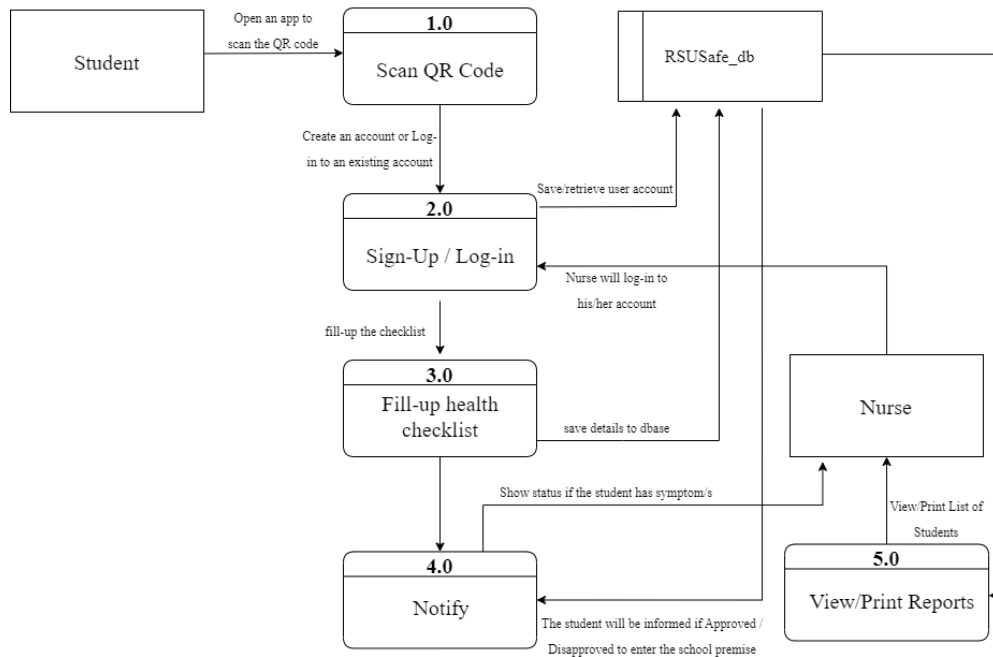 Open an app to
scan the QR code
Student
1.0
Scan QR Code
RSUSafe_db
Create an account or Log-
in to an existing account
Save/retrieve user account
2.0
Sign-Up / Log-in
Nurse will log-in to
his/her account
fill-up the checklist
3.0
Fill-up health
checklist
save details to dbase
Nurse
Show status if the student has symptom/s
View/Print List of
Students
4.0
Notify
5.0
View/Print Reports
The student will be informed if Approved /
Disapproved to enter the school premise